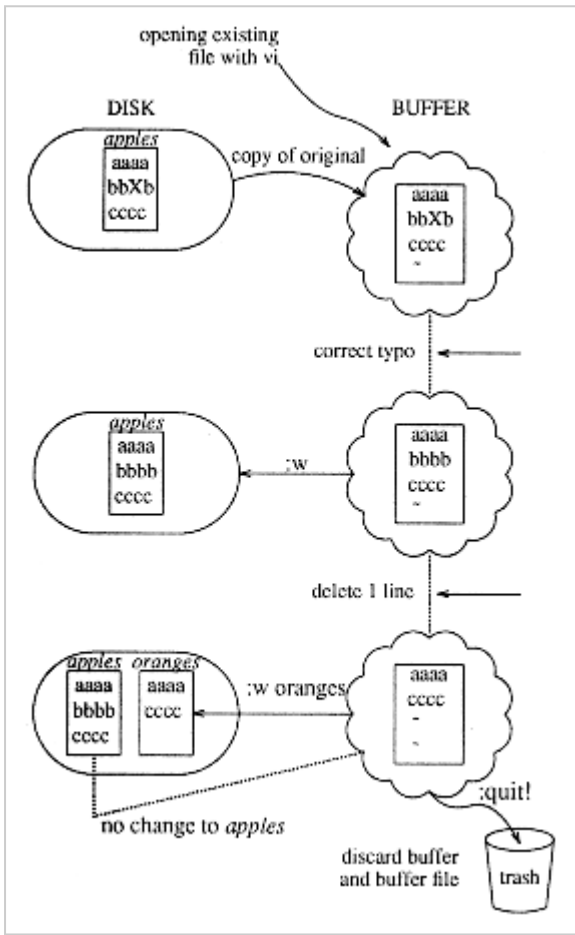 opening existing
file with vi
DISK
BUFFER
apples
aaaa
bbXb
cccc
copy of original
aaaa
bbXb
cccc
~
correct typo
apples
aaaa
bbbb
cccc
:w
aaaa
bbbb
cccc
~
delete 1 line
apples oranges
aaaa
bbbb
cccc
aaaa
cccc
:w oranges
aaaa
cccc
~
~
no change to apples
:quit!
discard buffer
and buffer file
trash